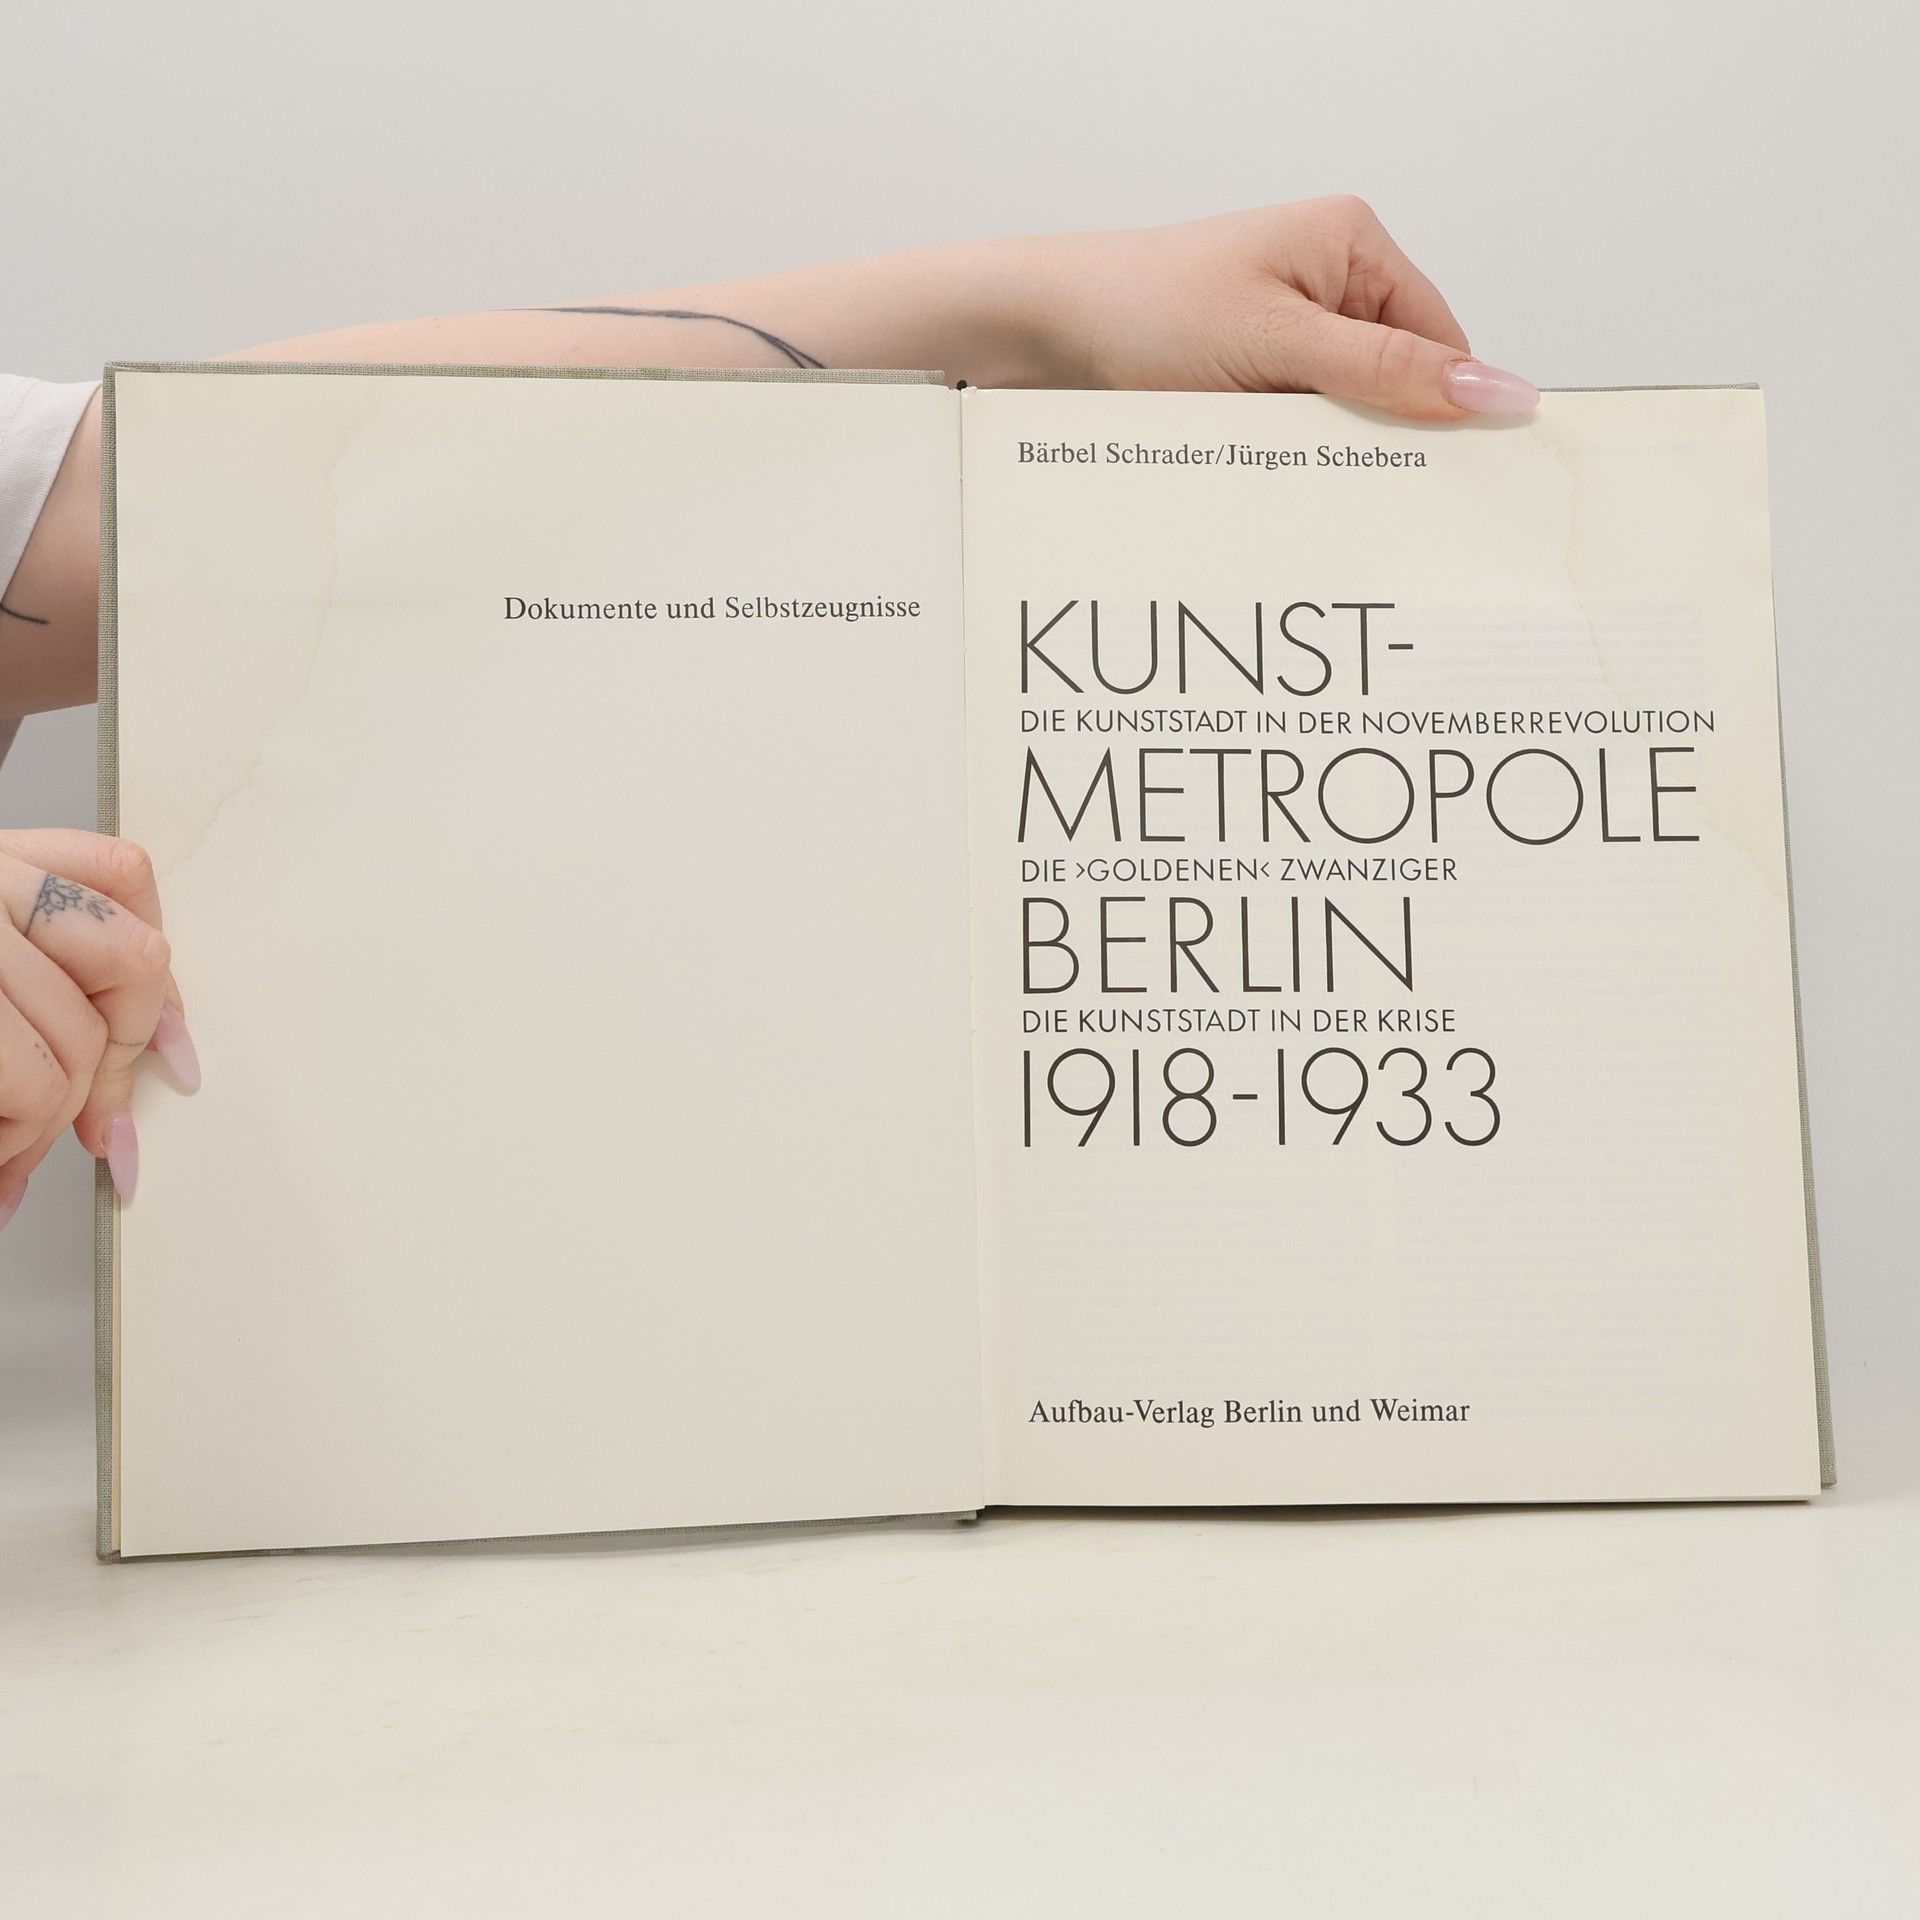 Dokumente und Selbstzeugnisse
Bärbel Schrader/Jürgen Schebera
KUNST-
DIE KUNSTSTADT IN DER NOVEMBERREVOLUTION
METROPOLE
DIE ›GOLDENEN‹ ZWANZIGER
BERLIN
DIE KUNSTSTADT IN DER KRISE
1918-1933
Aufbau-Verlag Berlin und Weimar